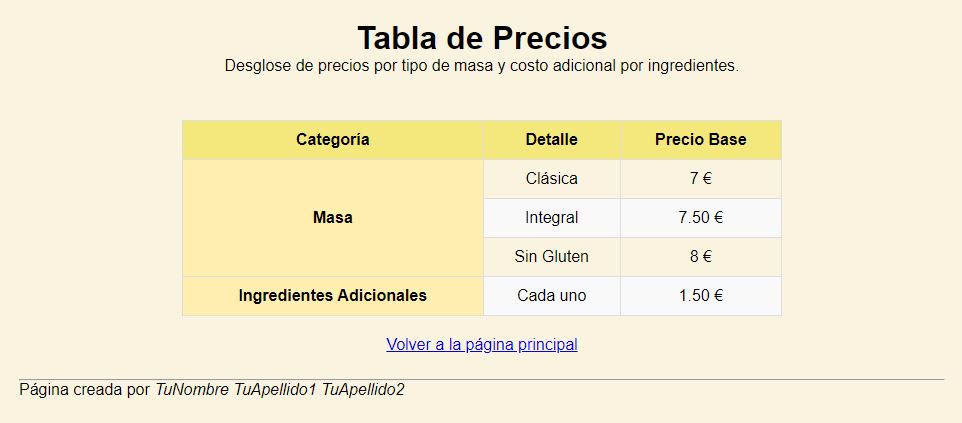 Tabla de Precios
Desglose de precios por tipo de masa y costo adicional por ingredientes.
Categoría Detalle Precio Base
Masa Clásica 7 €
Integral 7.50 €
Sin Gluten 8 €
Ingredientes Adicionales Cada uno 1.50 €
Volver a la página principal
Página creada por TuNombre TuApellido1 TuApellido2